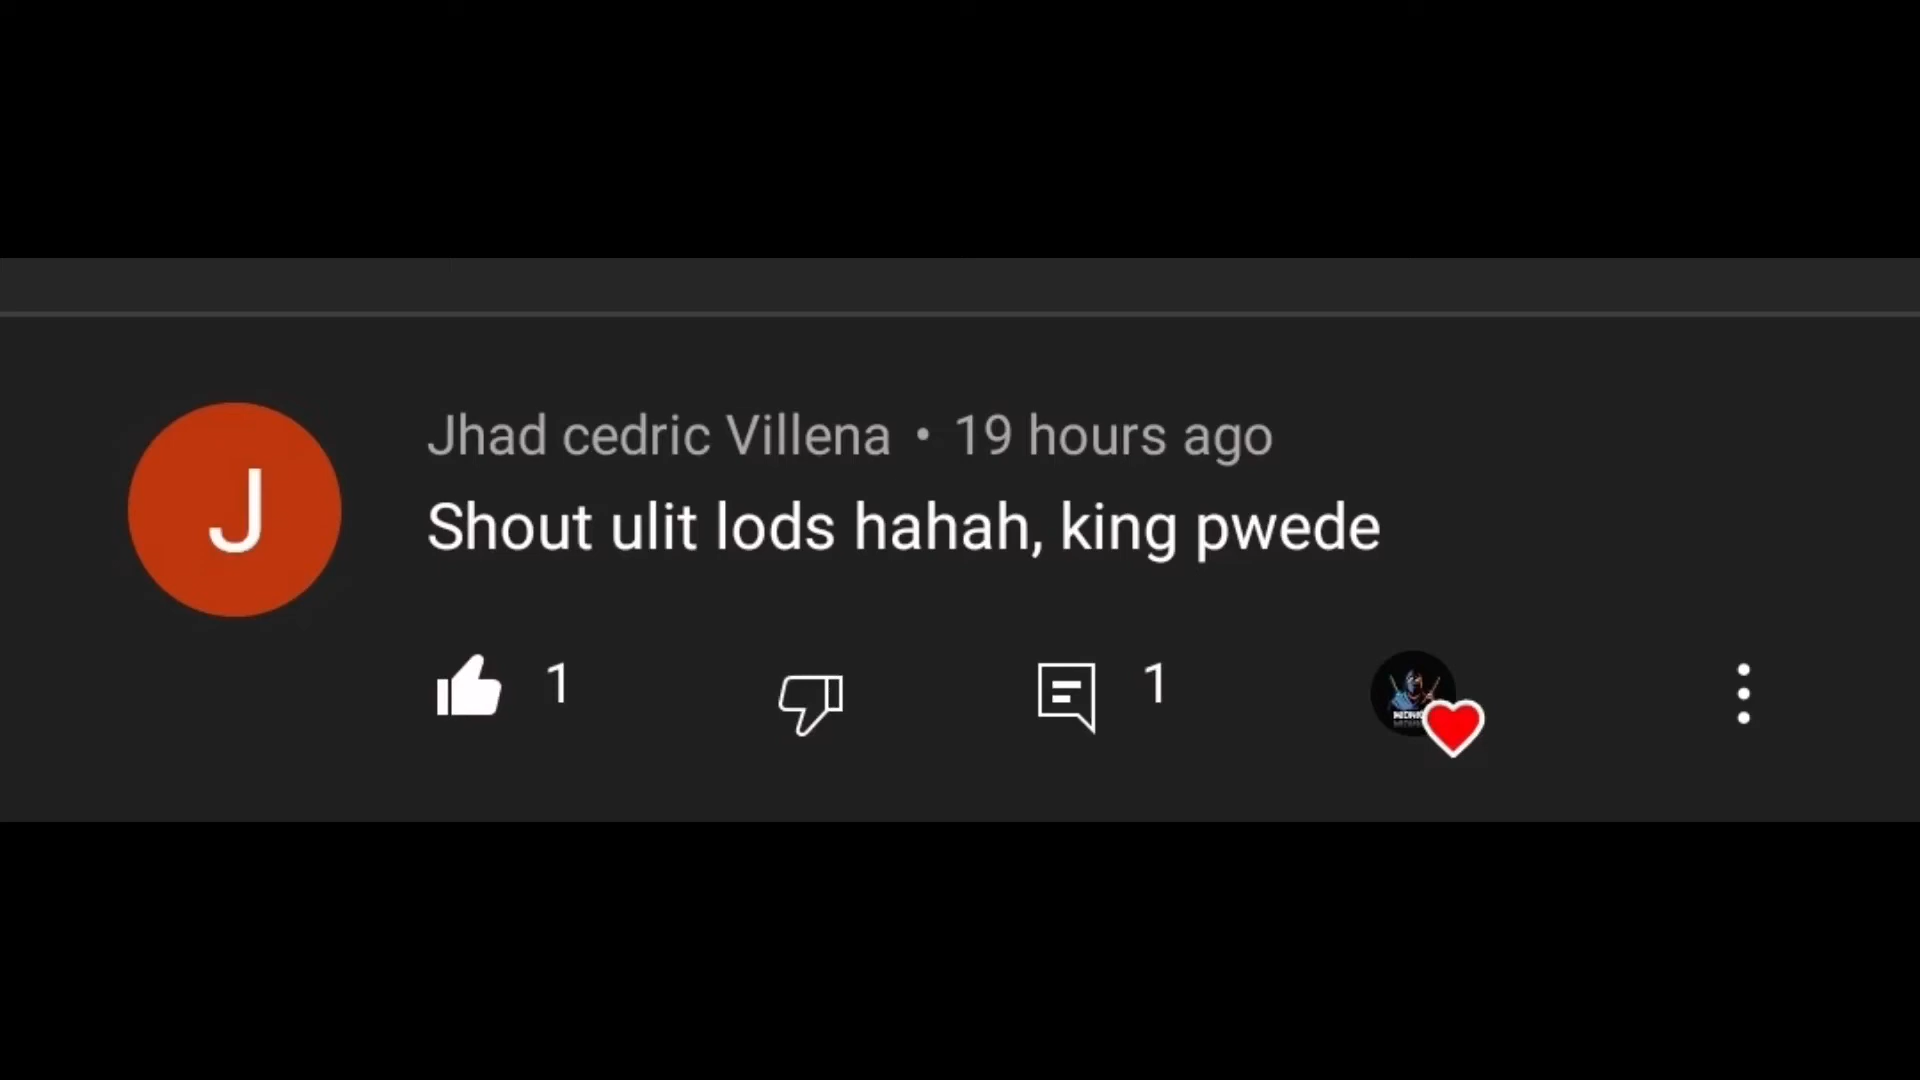 J
Jhad cedric Villena • 19 hours ago
Shout ulit lods hahah, king pwede
1
1